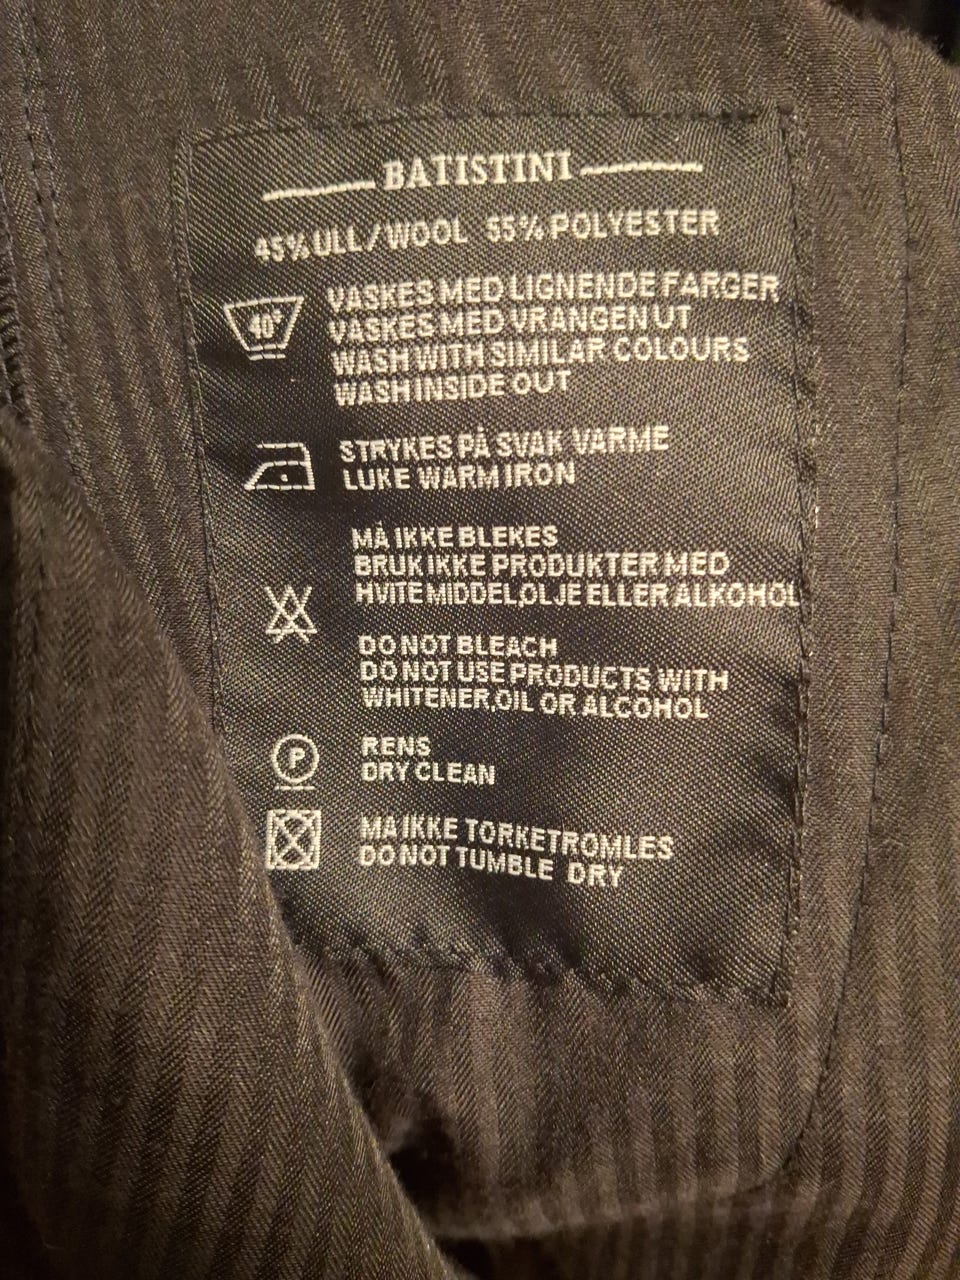 BATISTINI
45% ULL/WOOL 55% POLYESTER
40°
VASKES MED LIGNENDE FARGER
VASKES MED VRANGEN UT
WASH WITH SIMILAR COLOURS
WASH INSIDE OUT
STRYKES PÅ SVAK VARME
LUKE WARM IRON
MÅ IKKE BLEKES
BRUK IKKE PRODUKTER MED
HVITEMIDDEL,OLJE ELLER ALKOHOL
DO NOT BLEACH
DO NOT USE PRODUCTS WITH
WHITENER,OIL OR ALCOHOL
P
RENS
DRY CLEAN
MA IKKE TORKETROMLES
DO NOT TUMBLE DRY